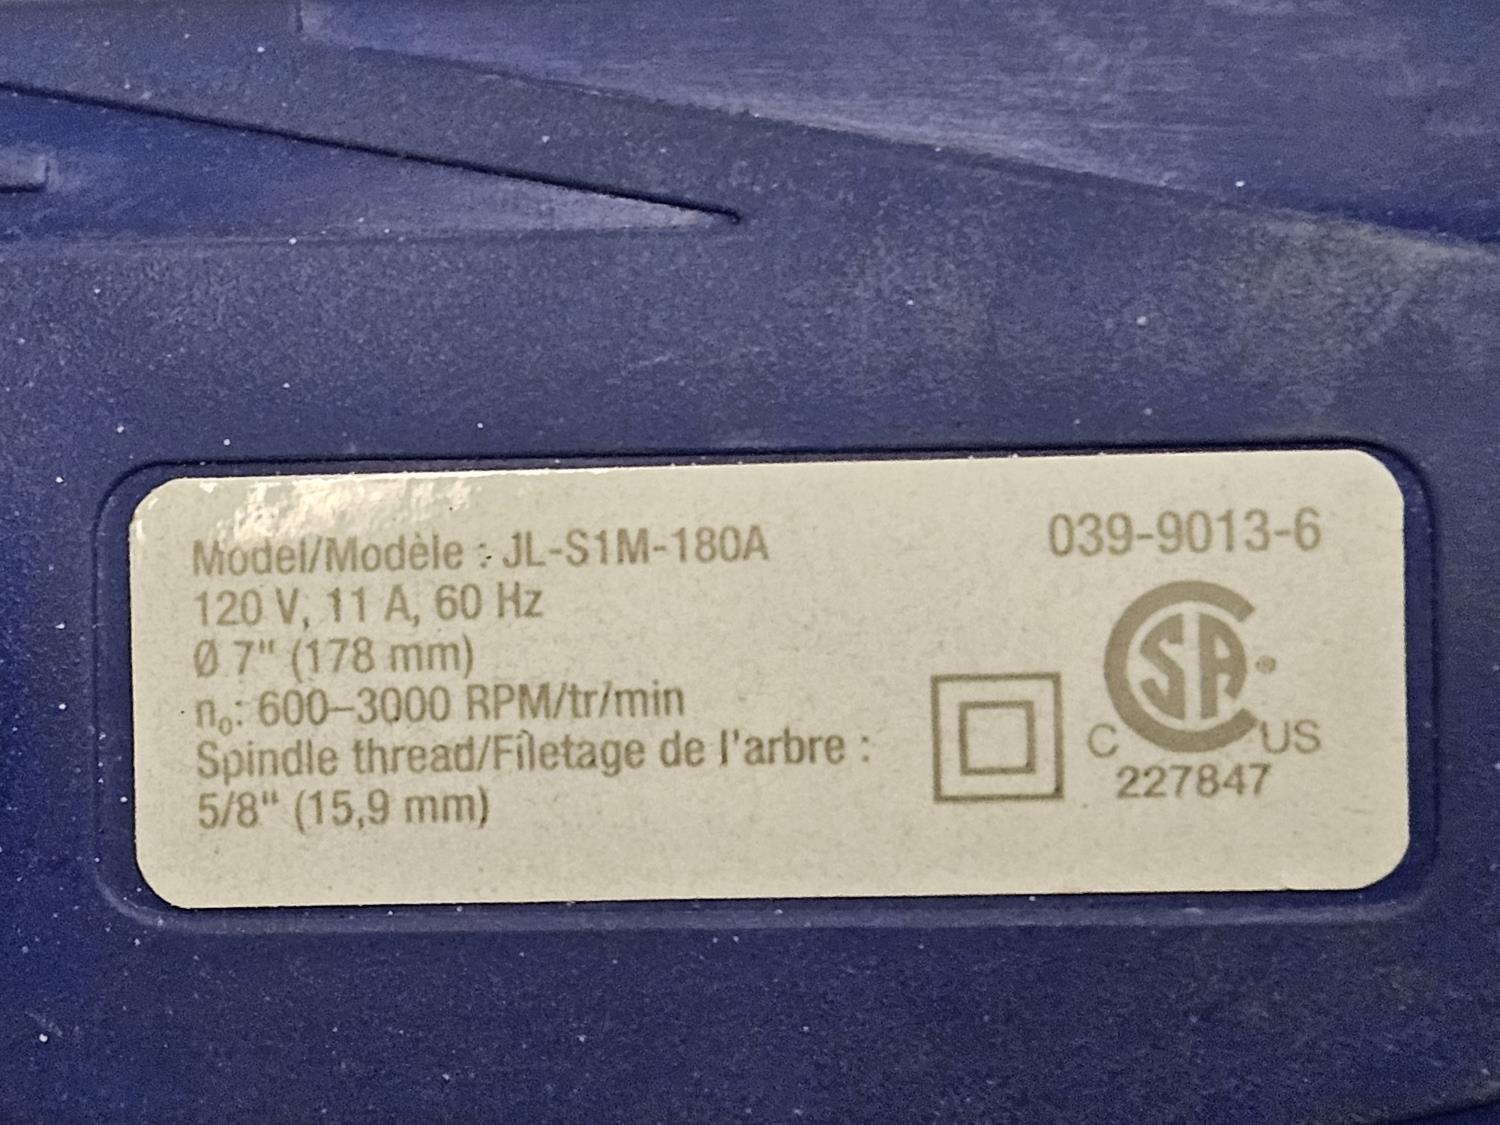 Model/Modèle : JL-S1M-180A
120 V, 11 A, 60 Hz
Ø 7" (178 mm)
n₀: 600–3000 RPM/tr/min
Spindle thread/Filetage de l'arbre :
5/8" (15,9 mm)
039-9013-6
CSA®
C US
227847